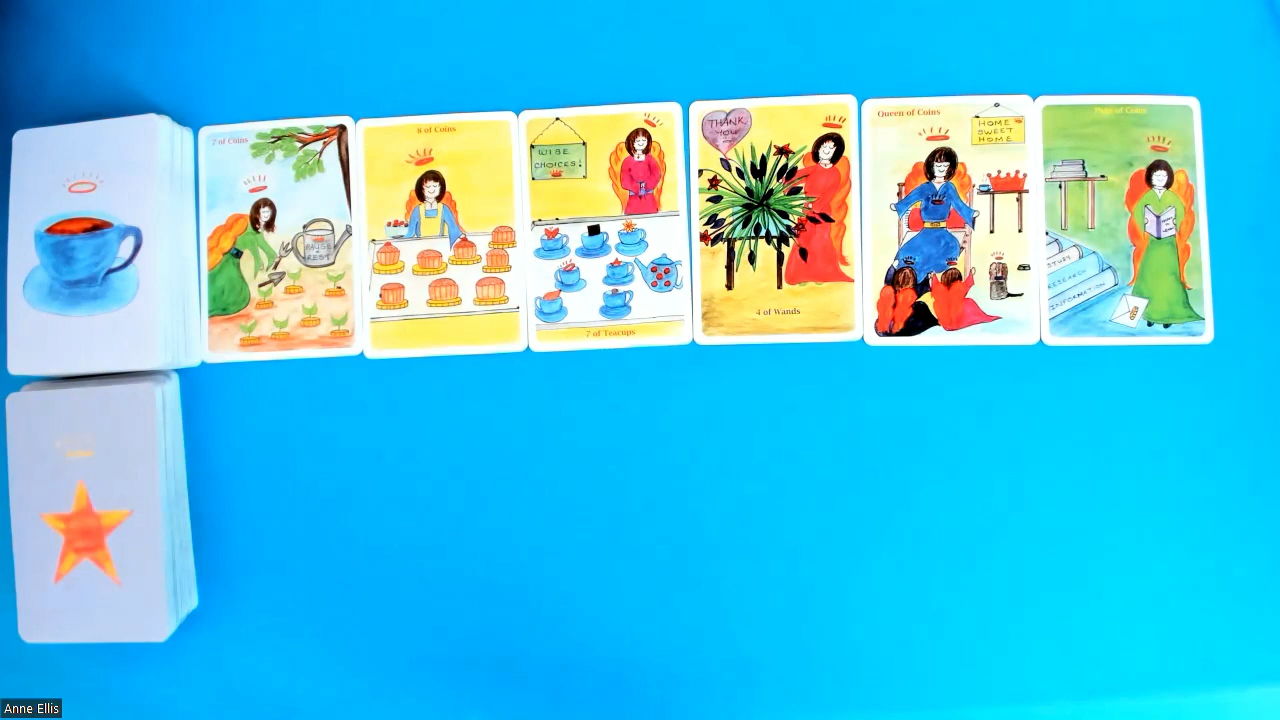 7 of Coins
PAUSE
REST
8 of Coins
WISE
CHOICES!
7 of Teacups
THANK
YOU
4 of Wands
Queen of Coins
HOME
SWEET
HOME
Page of Coins
STUDY
RESEARCH
INFORMATION
Anne Ellis